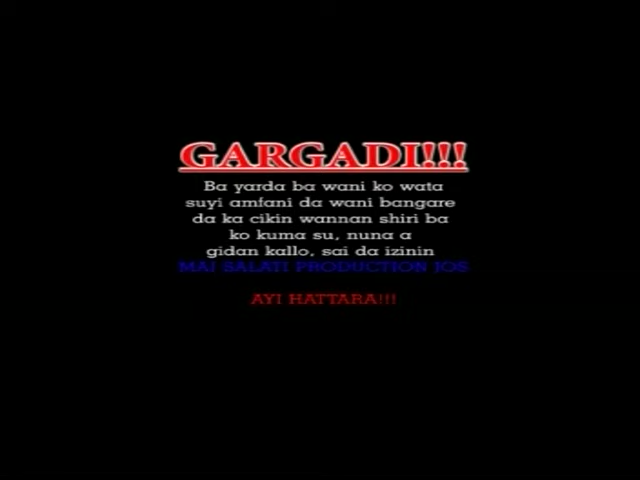 GARGADI!!!
Ba yarda ba wani ko wata
suyi amfani da wani bangare
da ka cikin wannan shiri ba
ko kuma su, nuna a
gidan kallo, sai da izinin
MAI SALATI PRODUCTION JOS
AYI HATTARA!!!